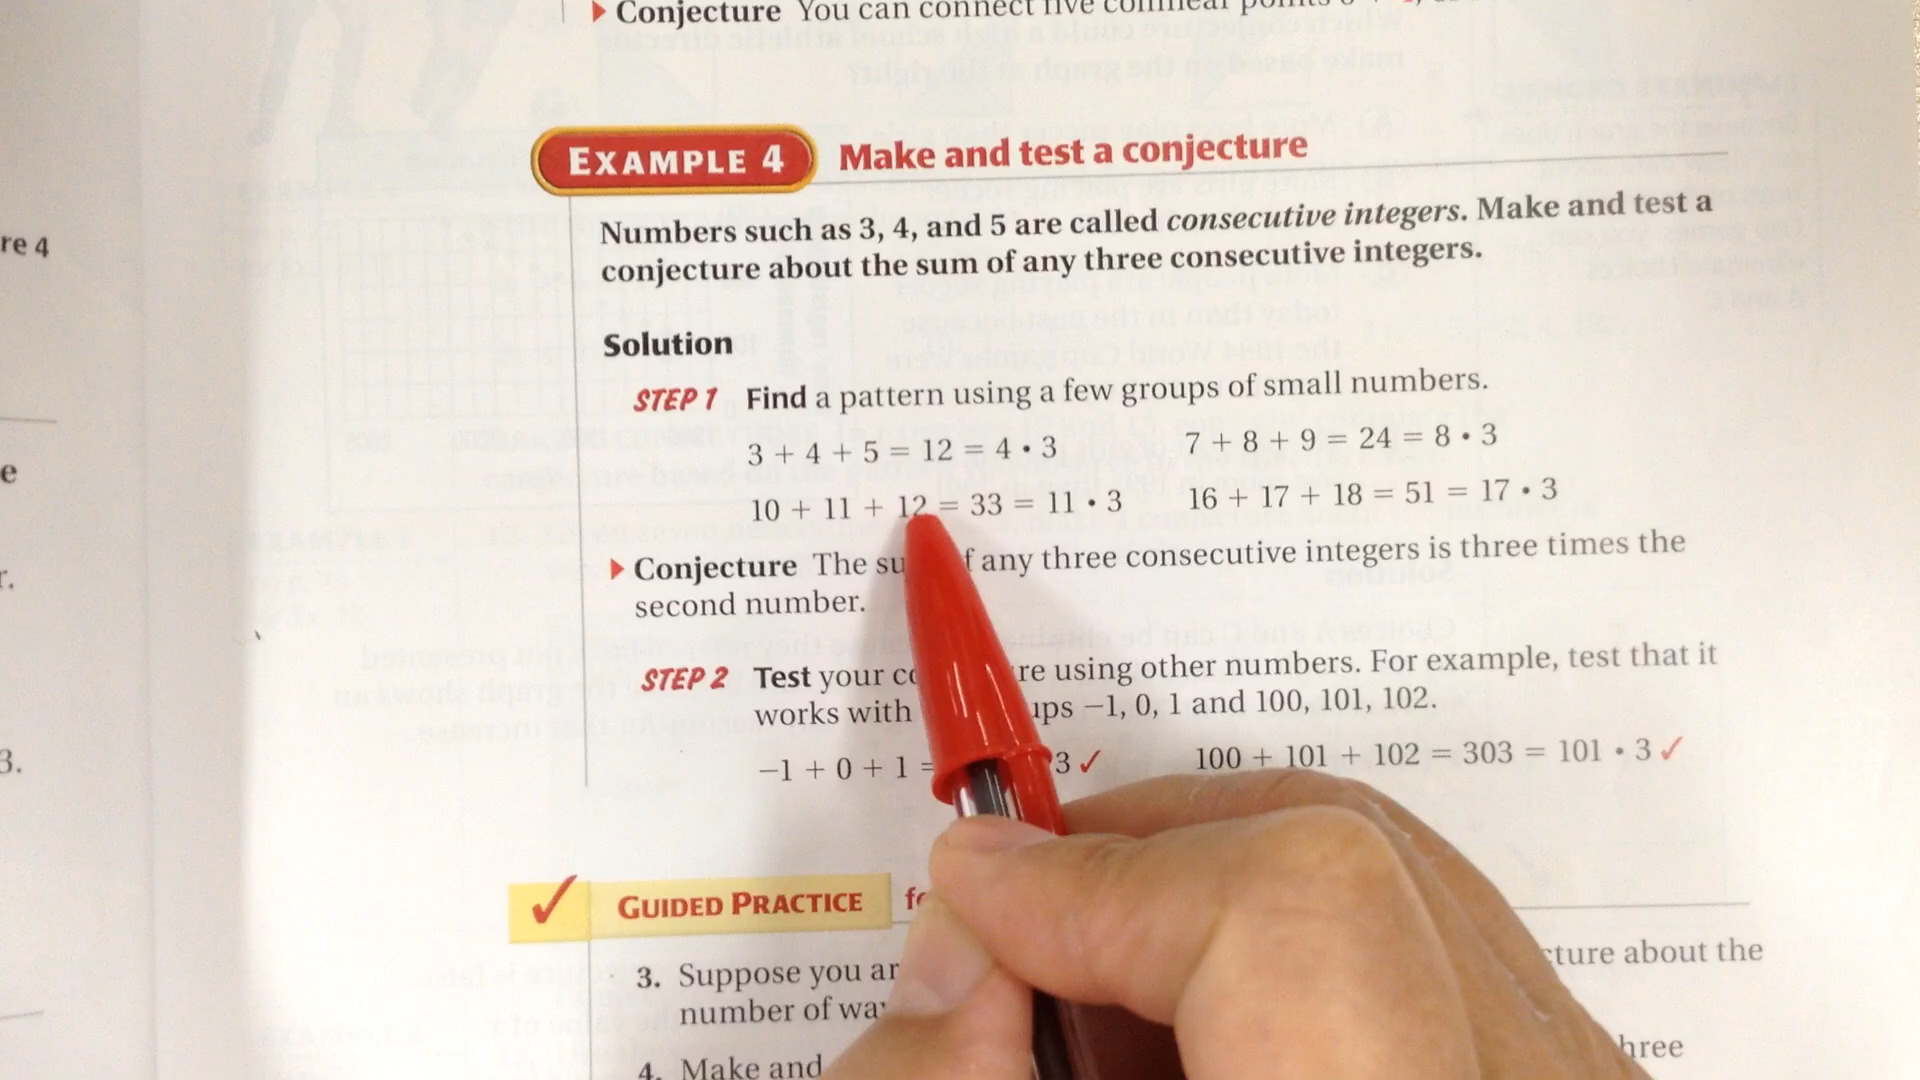 Conjecture You can connect five collinear points
EXAMPLE 4 Make and test a conjecture
Numbers such as 3, 4, and 5 are called consecutive integers. Make and test a
conjecture about the sum of any three consecutive integers.
Solution
STEP 1 Find a pattern using a few groups of small numbers.
3 + 4 + 5 = 12 = 4 • 3 7 + 8 + 9 = 24 = 8 • 3
10 + 11 + 12 = 33 = 11 • 3 16 + 17 + 18 = 51 = 17 • 3
Conjecture The su f any three consecutive integers is three times the
second number.
STEP 2 Test your co re using other numbers. For example, test that it
works with ups −1, 0, 1 and 100, 101, 102.
−1 + 0 + 1 = 3 ✓ 100 + 101 + 102 = 303 = 101 • 3 ✓
✓ GUIDED PRACTICE
3. Suppose you ar cture about the
number of wa
4. Make and hree
re 4
e
r.
3.